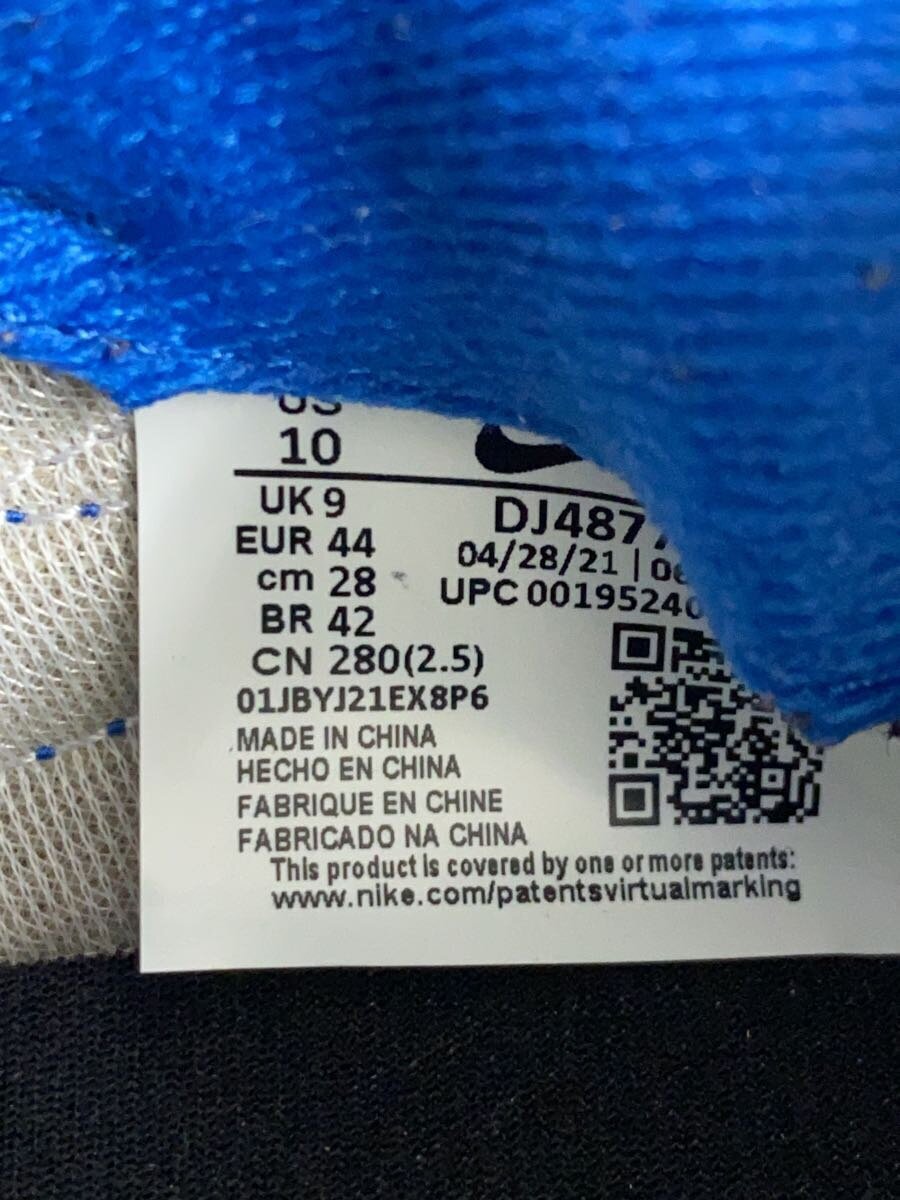 US
10
UK 9
EUR 44
cm 28
BR 42
CN 280(2.5)
01JBYJ21EX8P6
DJ487
04/28/21 | 0
UPC 00195240
MADE IN CHINA
HECHO EN CHINA
FABRIQUE EN CHINE
FABRICADO NA CHINA
This product is covered by one or more patents:
www.nike.com/patentsvirtualmarking